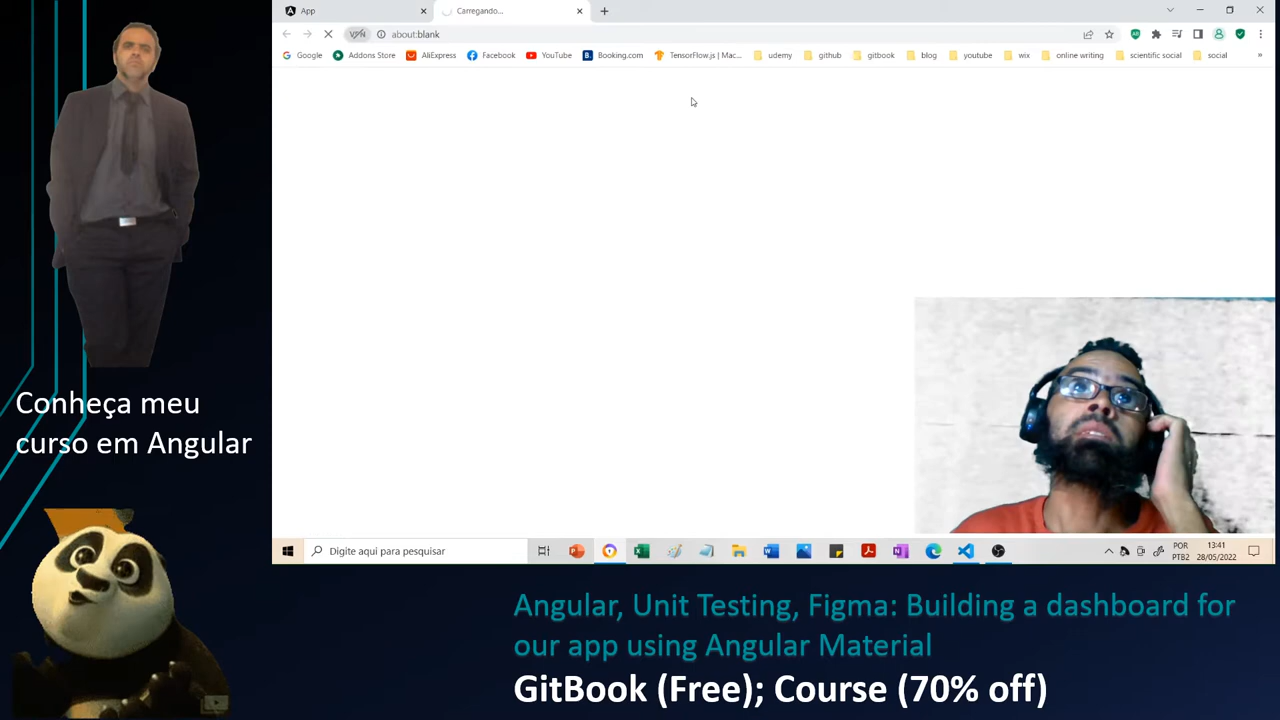 App
Carregando...
VPN
about:blank
Google
Addons Store
AliExpress
Facebook
YouTube
Booking.com
TensorFlow.js | Mac...
udemy
github
gitbook
blog
youtube
wix
online writing
scientific social
social
»
Conheça meu
curso em Angular
Digite aqui para pesquisar
POR
PTB2
13:41
28/05/2022
Angular, Unit Testing, Figma: Building a dashboard for
our app using Angular Material
GitBook (Free); Course (70% off)